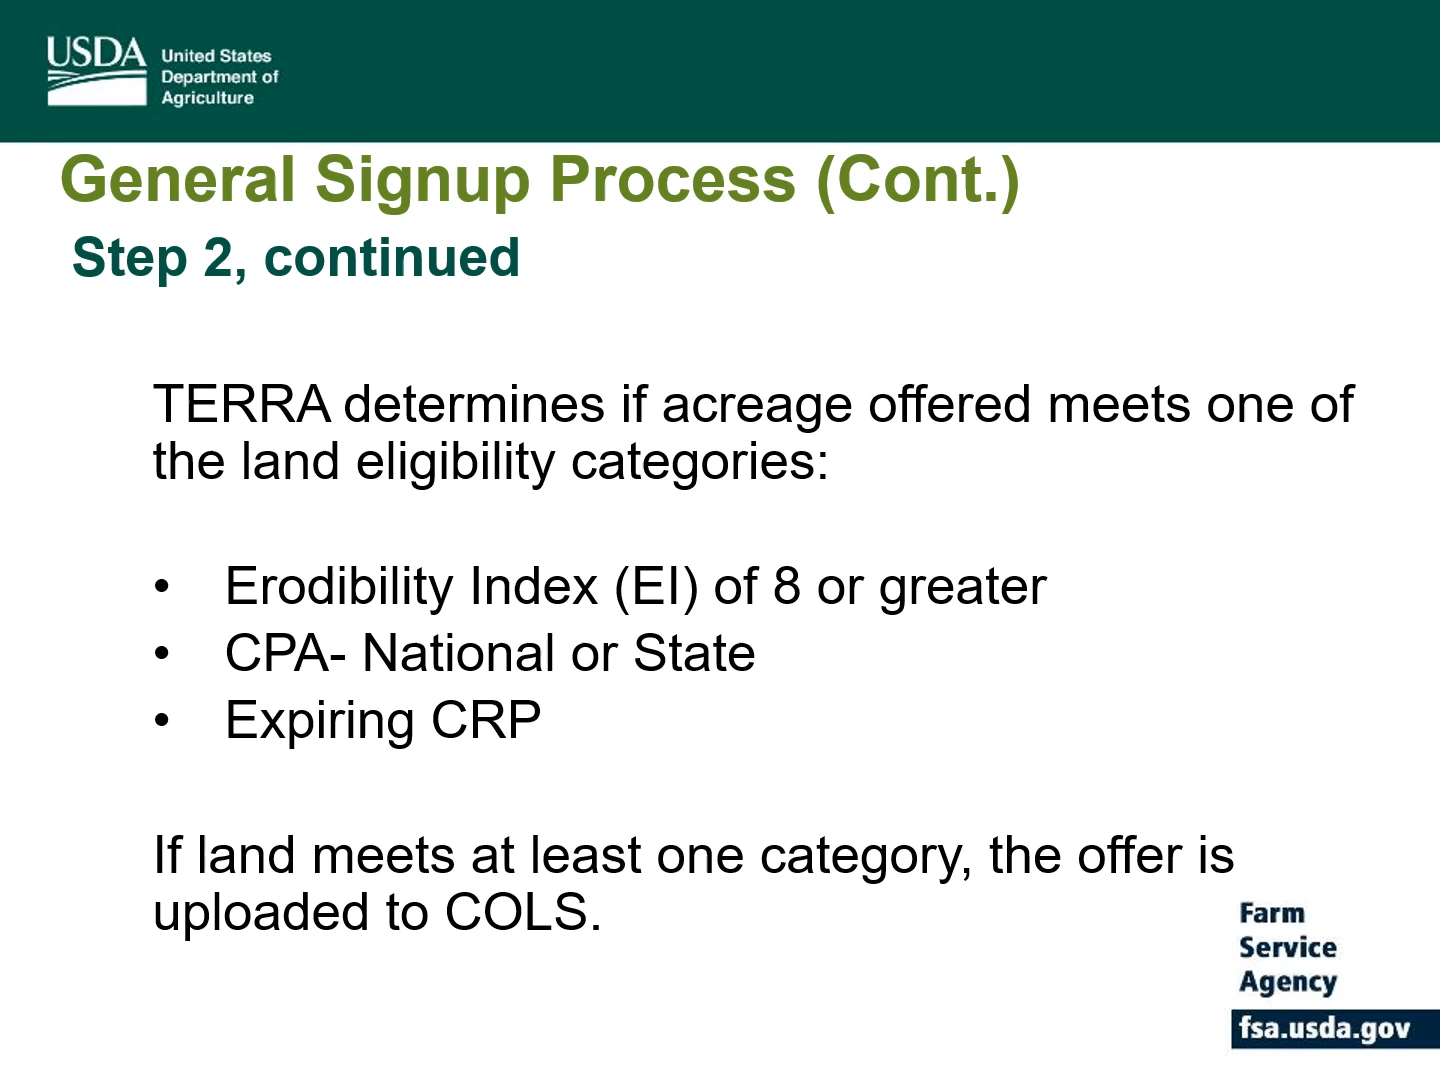 USDA
United States
Department of
Agriculture
General Signup Process (Cont.)
Step 2, continued
TERRA determines if acreage offered meets one of
the land eligibility categories:
• Erodibility Index (EI) of 8 or greater
• CPA- National or State
• Expiring CRP
If land meets at least one category, the offer is
uploaded to COLS.
Farm
Service
Agency
fsa.usda.gov